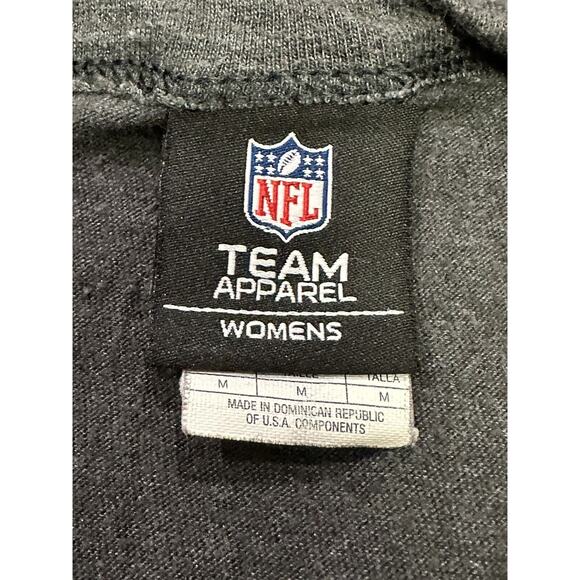 NFL
TEAM
APPAREL
WOMENS
TALLA
M M M
MADE IN DOMINICAN REPUBLIC
OF U.S.A. COMPONENTS